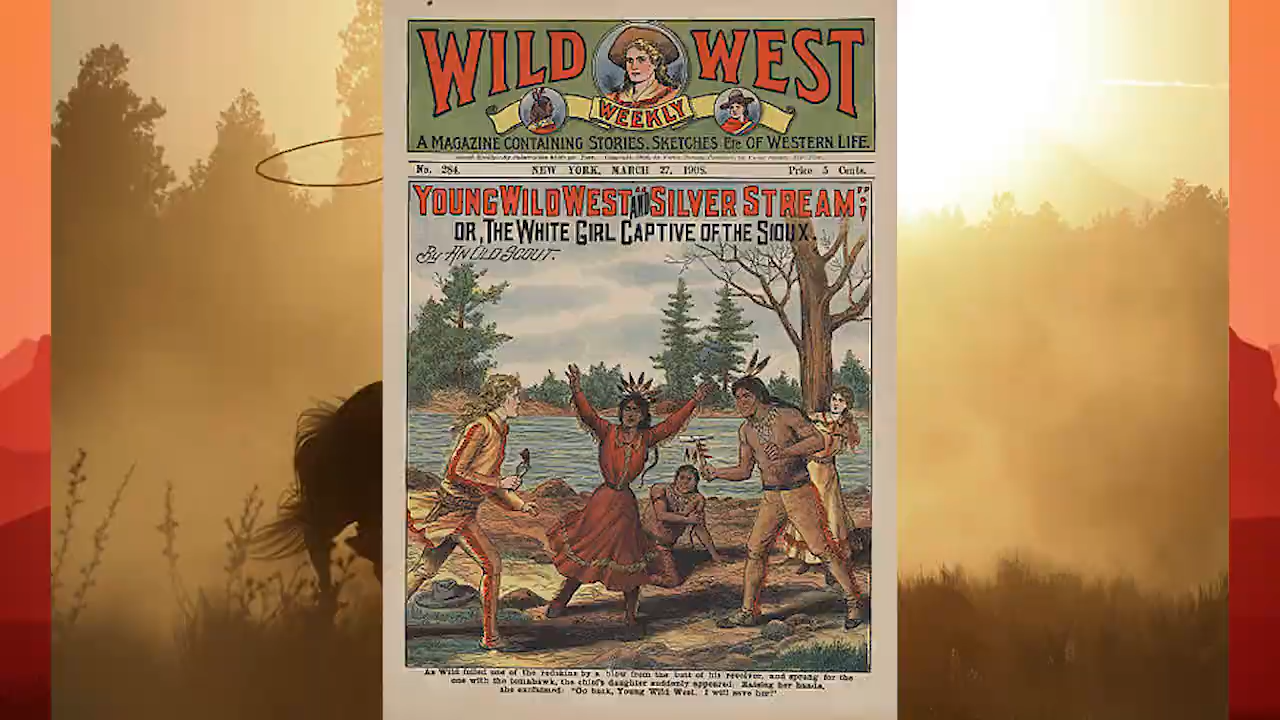 WILD WEST
WEEKLY
A MAGAZINE CONTAINING STORIES, SKETCHES Etc OF WESTERN LIFE.
No. 284. NEW YORK, MARCH 27, 1908. Price 5 Cents.
YOUNG WILD WEST AND "SILVER STREAM";
OR, THE WHITE GIRL CAPTIVE OF THE SIOUX.
By AN OLD SCOUT.
As Wild felled one of the redskins by a blow from the butt of his revolver, and sprang for the
one with the tomahawk, the chief's daughter suddenly appeared. Raising her hands,
she exclaimed: "Go back, Young Wild West. I will save her!"